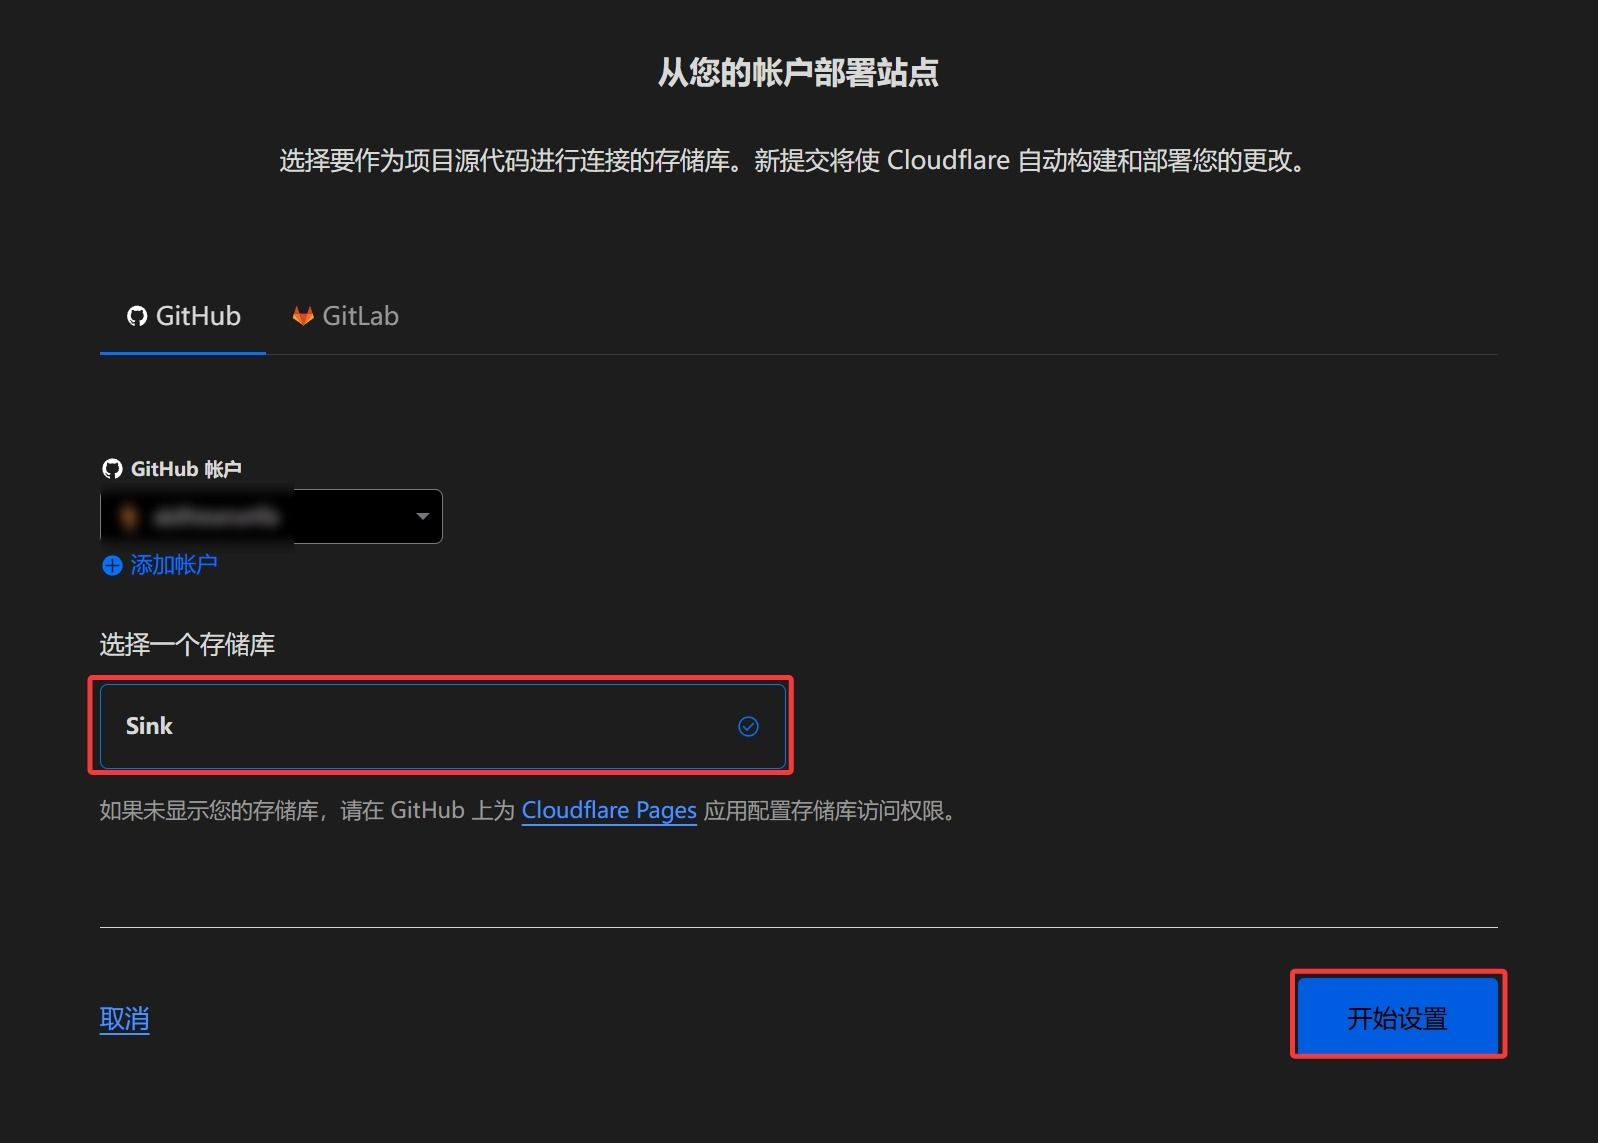 从您的帐户部署站点
选择要作为项目源代码进行连接的存储库。新提交将使 Cloudflare 自动构建和部署您的更改。
GitHub GitLab
GitHub 帐户
添加帐户
选择一个存储库
Sink
如果未显示您的存储库，请在 GitHub 上为 Cloudflare Pages 应用配置存储库访问权限。
取消
开始设置